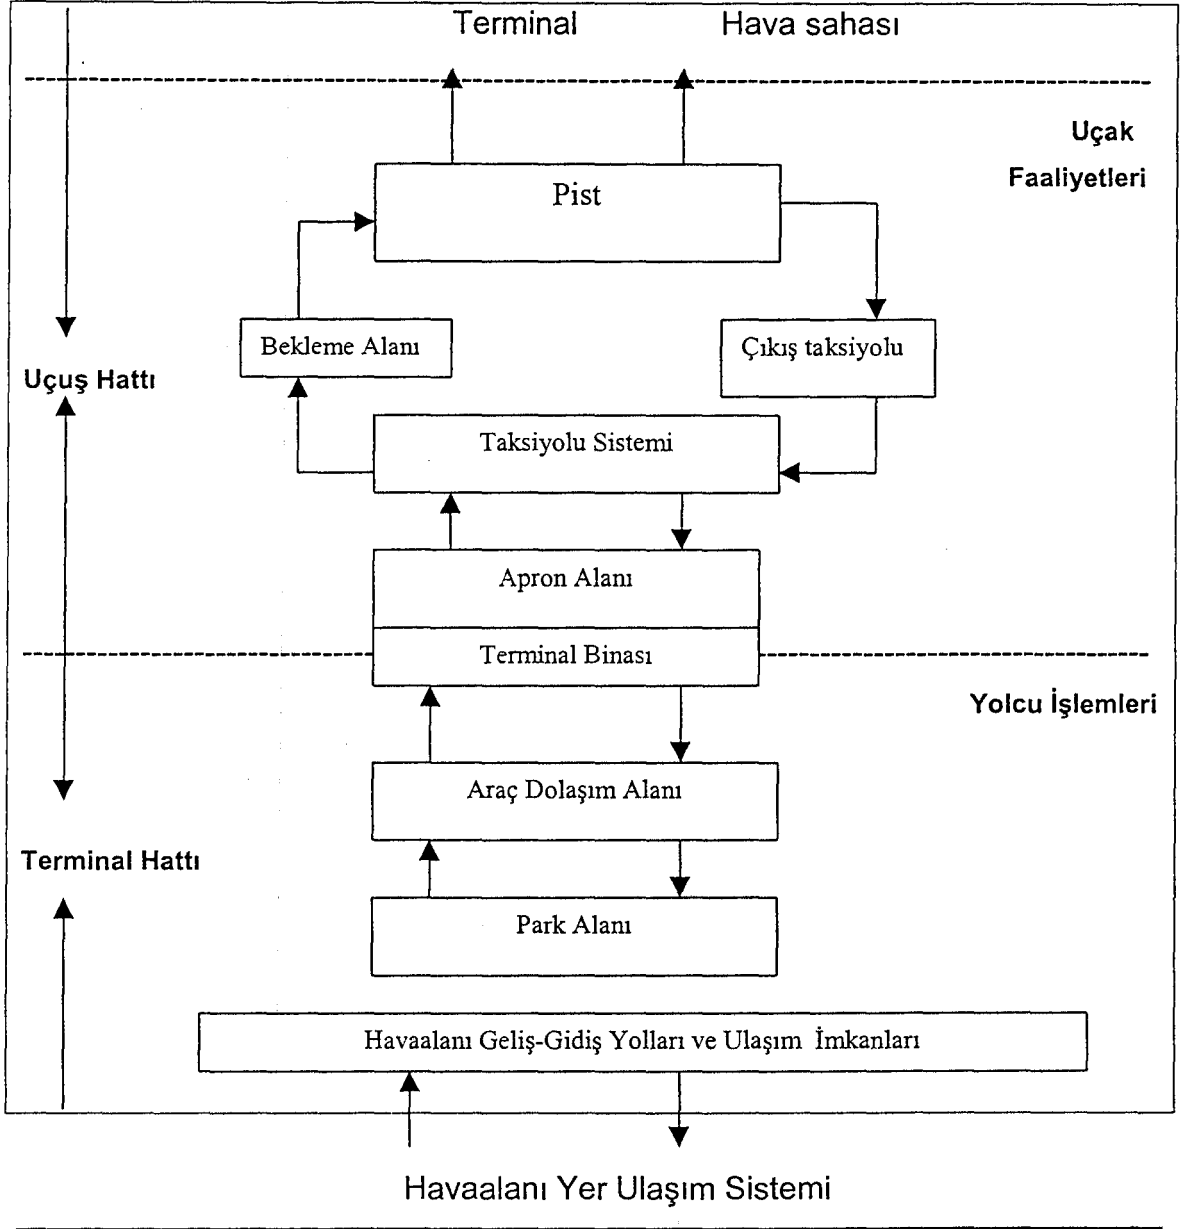 Terminal Hava sahası
Uçak
Faaliyetleri
Pist
Bekleme Alanı
Çıkış taksiyolu
Uçuş Hattı
Taksiyolu Sistemi
Apron Alanı
Terminal Binası
Yolcu İşlemleri
Araç Dolaşım Alanı
Terminal Hattı
Park Alanı
Havaalanı Geliş-Gidiş Yolları ve Ulaşım İmkanları
Havaalanı Yer Ulaşım Sistemi